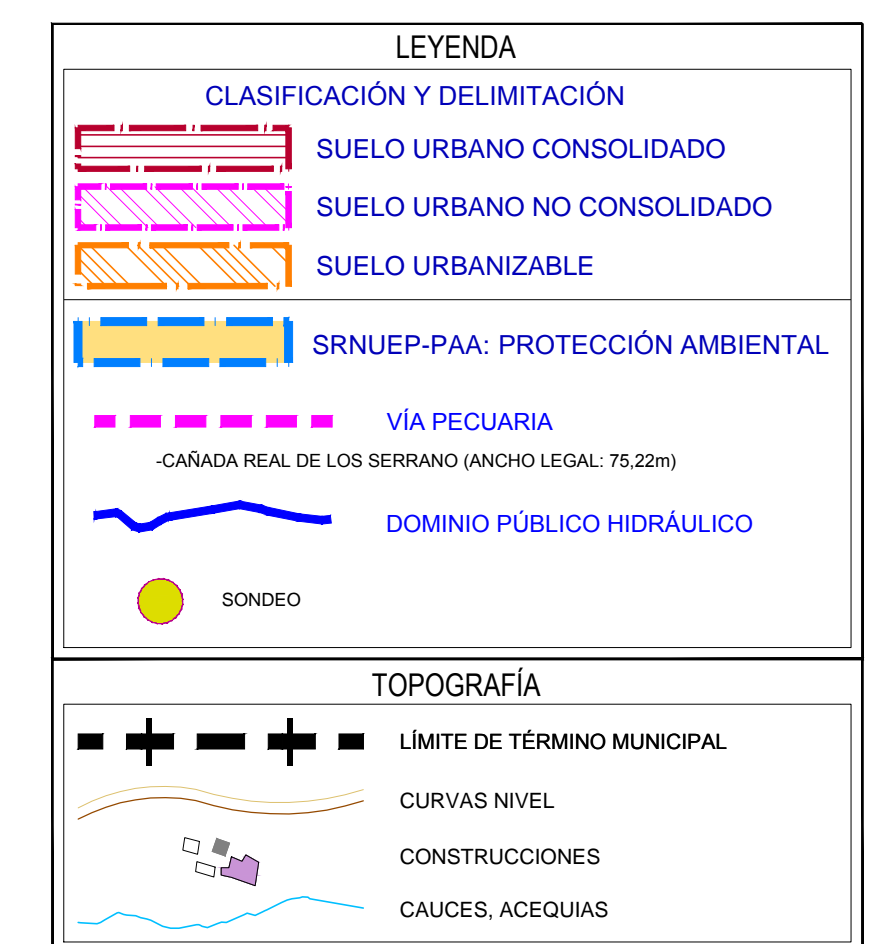 LEYENDA
CLASIFICACIÓN Y DELIMITACIÓN
SUELO URBANO CONSOLIDADO
SUELO URBANO NO CONSOLIDADO
SUELO URBANIZABLE
SRNUEP-PAA: PROTECCIÓN AMBIENTAL
VÍA PECUARIA
-CAÑADA REAL DE LOS SERRANO (ANCHO LEGAL: 75,22m)
DOMINIO PÚBLICO HIDRÁULICO
SONDEO
TOPOGRAFÍA
LÍMITE DE TÉRMINO MUNICIPAL
CURVAS NIVEL
CONSTRUCCIONES
CAUCES, ACEQUIAS